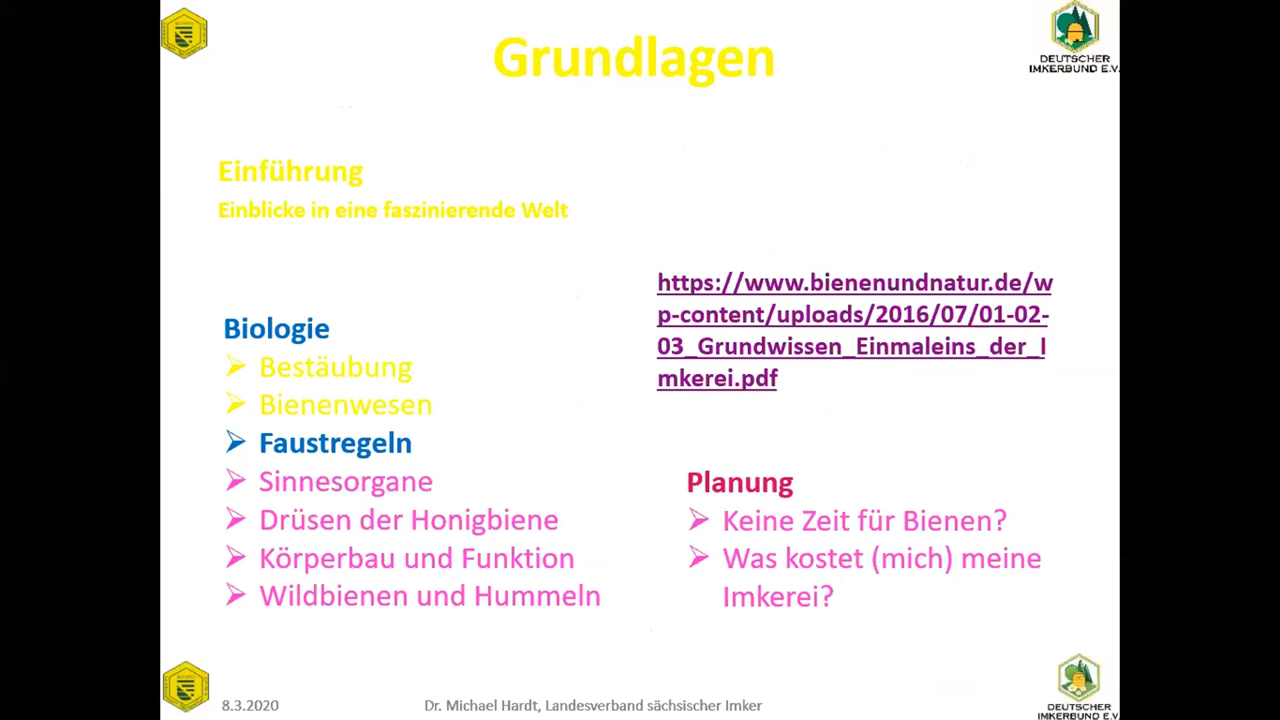 Grundlagen
DEUTSCHER
IMKERBUND E.V.
Einführung
Einblicke in eine faszinierende Welt
https://www.bienenundnatur.de/w
p-content/uploads/2016/07/01-02-
03_Grundwissen_Einmaleins_der_I
mkerei.pdf
Biologie
➢ Bestäubung
➢ Bienenwesen
➢ Faustregeln
➢ Sinnesorgane
➢ Drüsen der Honigbiene
➢ Körperbau und Funktion
➢ Wildbienen und Hummeln
Planung
➢ Keine Zeit für Bienen?
➢ Was kostet (mich) meine
Imkerei?
8.3.2020
Dr. Michael Hardt, Landesverband sächsischer Imker
DEUTSCHER
IMKERBUND E.V